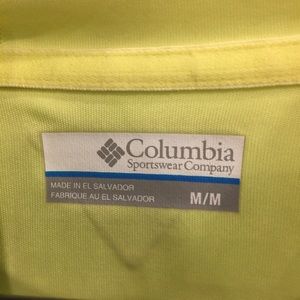 Columbia
Sportswear Company
MADE IN EL SALVADOR
FABRIQUE AU EL SALVADOR
M/M